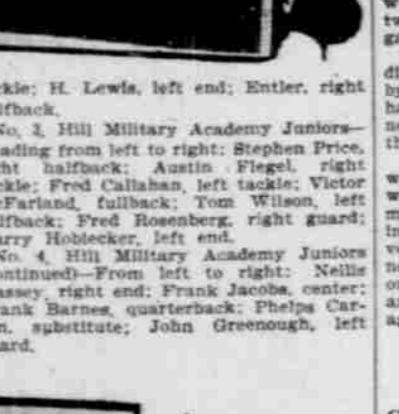 ckle; H. Lewis, left end; Entler, right
lfback.
No. 3, Hill Military Academy Juniors—
eading from left to right: Stephen Price,
ght halfback; Austin Flegel, right
ckle; Fred Callahan, left tackle; Victor
cFarland, fullback; Tom Wilson, left
lfback; Fred Rosenberg, right guard;
arry Hoblecker, left end.
No. 4, Hill Military Academy Juniors
ontinued)—From left to right: Nellis
assey, right end; Frank Jacobs, center;
ank Barnes, quarterback; Phelps Car-
n, substitute; John Greenough, left
ard.